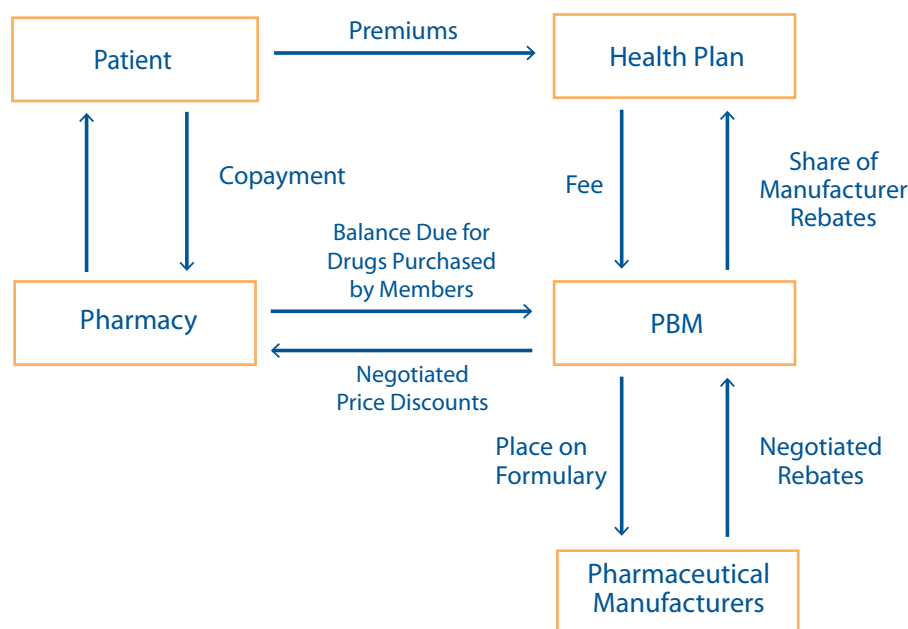 Premiums
Patient
Health Plan
Copayment
Fee
Share of
Manufacturer
Rebates
Balance Due for
Drugs Purchased
by Members
Pharmacy
PBM
Negotiated
Price Discounts
Place on
Formulary
Negotiated
Rebates
Pharmaceutical
Manufacturers